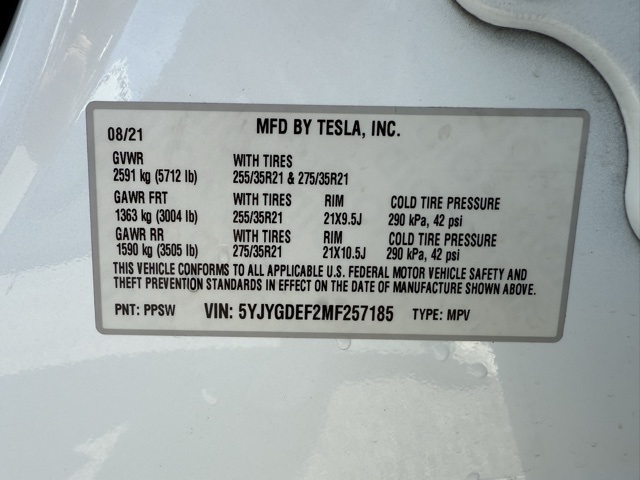 08/21 MFD BY TESLA, INC.
GVWR WITH TIRES
2591 kg (5712 lb) 255/35R21 & 275/35R21
GAWR FRT WITH TIRES RIM COLD TIRE PRESSURE
1363 kg (3004 lb) 255/35R21 21X9.5J 290 kPa, 42 psi
GAWR RR WITH TIRES RIM COLD TIRE PRESSURE
1590 kg (3505 lb) 275/35R21 21X10.5J 290 kPa, 42 psi
THIS VEHICLE CONFORMS TO ALL APPLICABLE U.S. FEDERAL MOTOR VEHICLE SAFETY AND
THEFT PREVENTION STANDARDS IN EFFECT ON THE DATE OF MANUFACTURE SHOWN ABOVE.
PNT: PPSW VIN: 5YJYGDEF2MF257185 TYPE: MPV